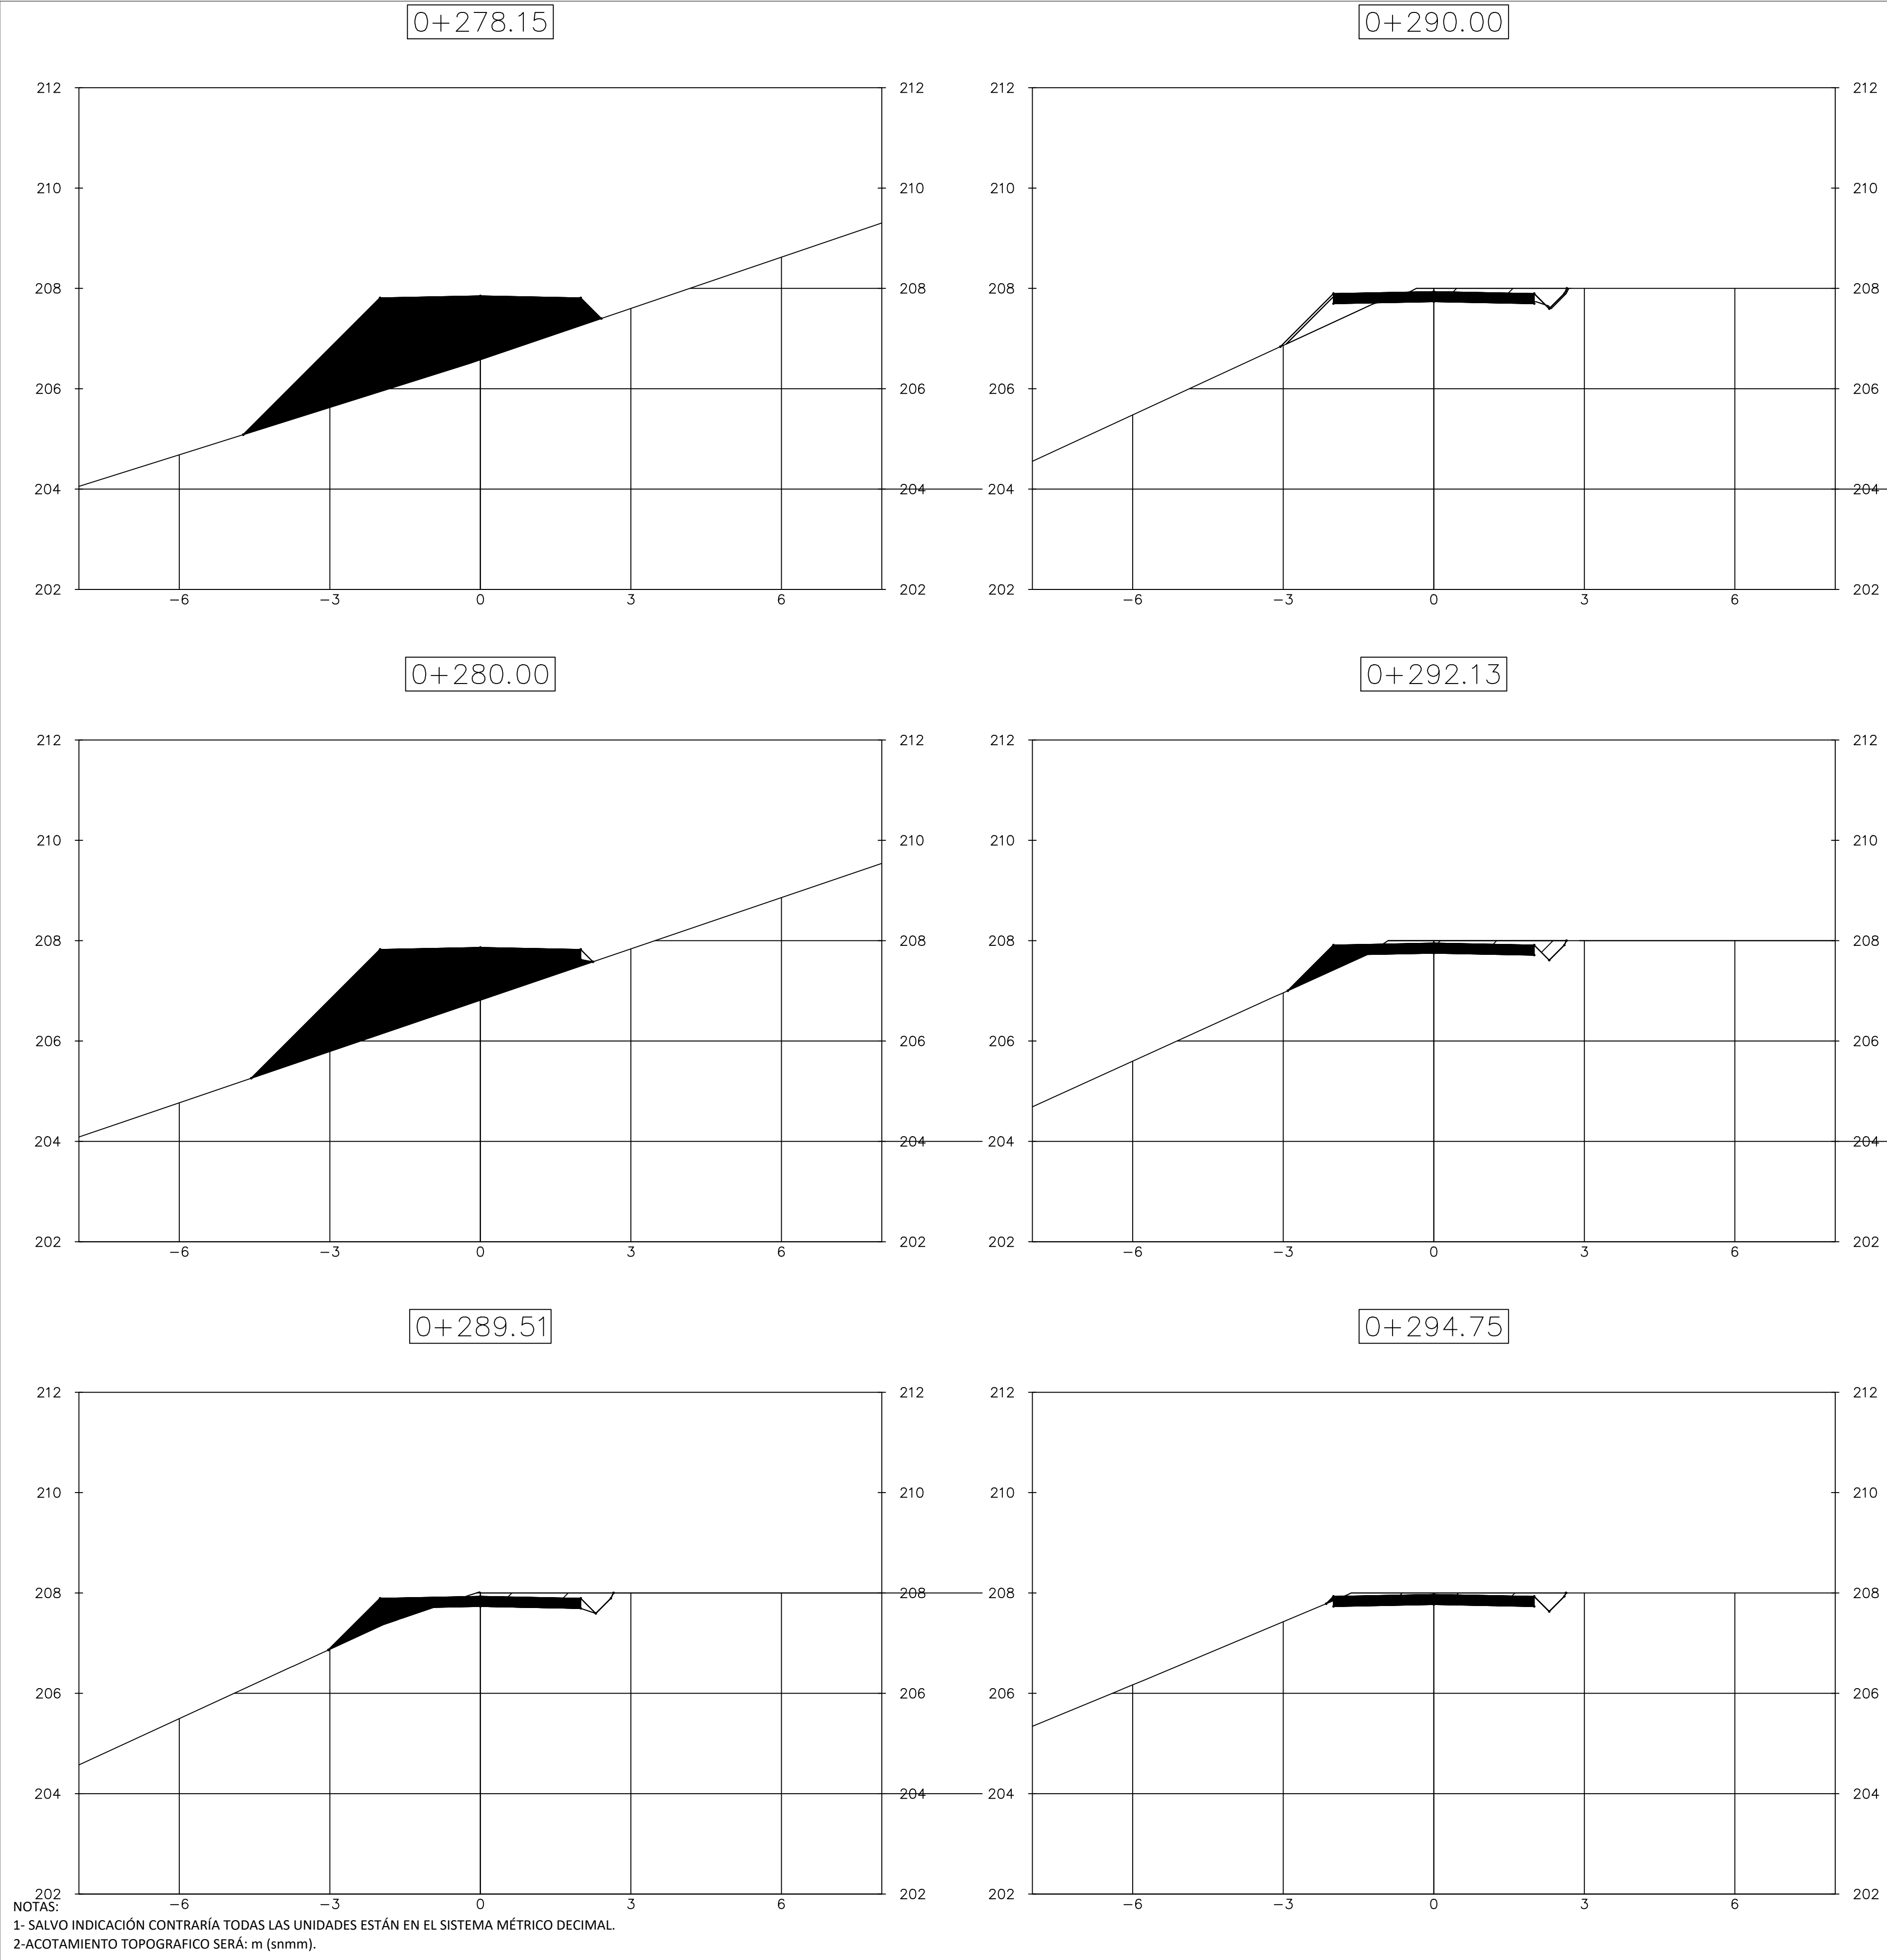 0+278.15
0+290.00
212 212 212 212
210 210 210 210
208 208 208 208
206 206 206 206
204 204 204 204
202 202 202 202
−6 −3 0 3 6 −6 −3 0 3 6
0+280.00
0+292.13
212 212 212 212
210 210 210 210
208 208 208 208
206 206 206 206
204 204 204 204
202 202 202 202
−6 −3 0 3 6 −6 −3 0 3 6
0+289.51
0+294.75
212 212 212 212
210 210 210 210
208 208 208 208
206 206 206 206
204 204 204 204
202 202 202 202
−6 −3 0 3 6 −6 −3 0 3 6
NOTAS:
1- SALVO INDICACIÓN CONTRARÍA TODAS LAS UNIDADES ESTÁN EN EL SISTEMA MÉTRICO DECIMAL.
2-ACOTAMIENTO TOPOGRAFICO SERÁ: m (snmm).